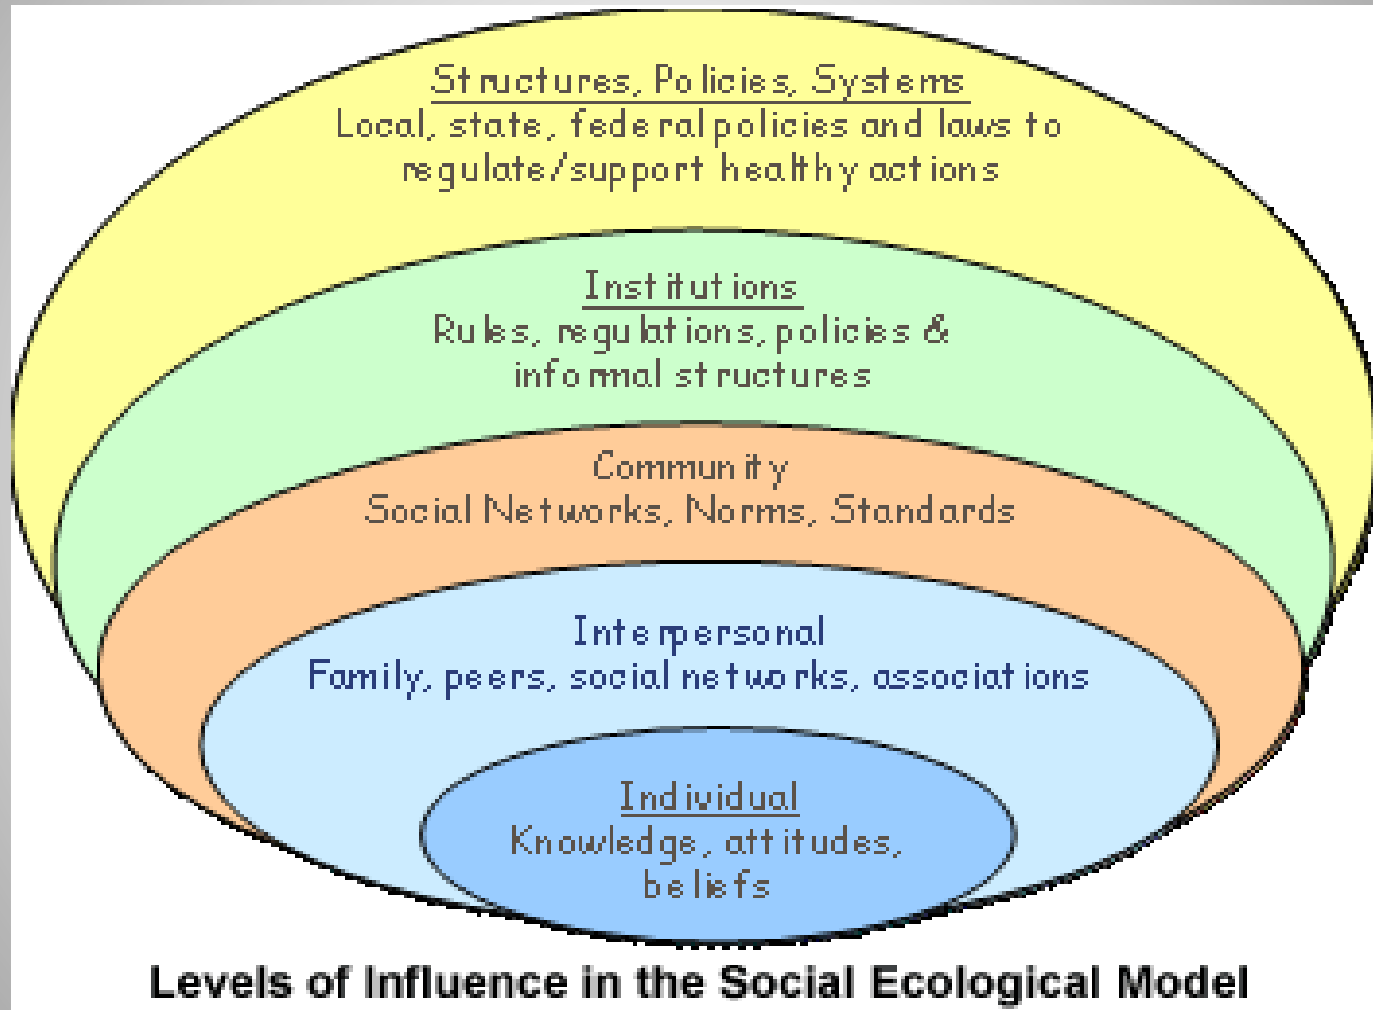 Structures, Policies, Systems
Local, state, federal policies and laws to
regulate/support healthy actions
Institutions
Rules, regulations, policies &
informal structures
Community
Social Networks, Norms, Standards
Interpersonal
Family, peers, social networks, associations
Individual
Knowledge, attitudes,
beliefs
Levels of Influence in the Social Ecological Model